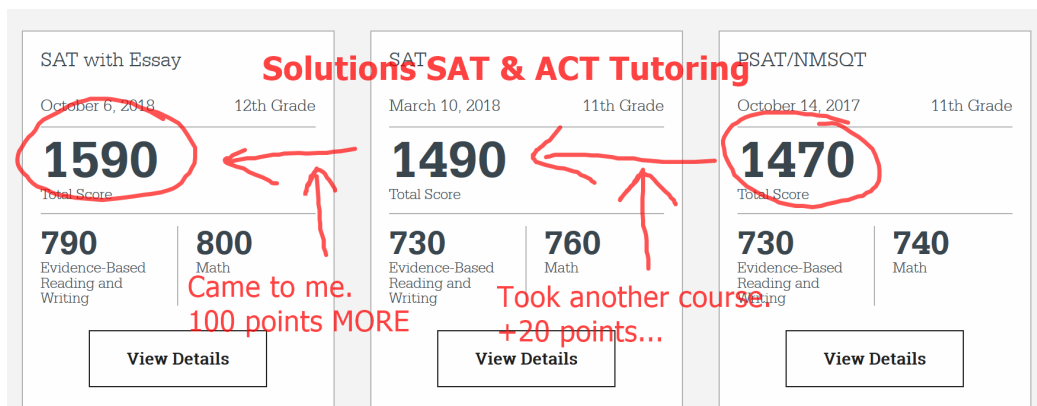 Solutions SAT & ACT Tutoring
SAT with Essay
October 6, 2018 12th Grade
1590
Total Score
790
Evidence-Based
Reading and
Writing
800
Math
Came to me.
100 points MORE
View Details
SAT
March 10, 2018 11th Grade
1490
Total Score
730
Evidence-Based
Reading and
Writing
760
Math
Took another course.
+20 points...
View Details
PSAT/NMSQT
October 14, 2017 11th Grade
1470
Total Score
730
Evidence-Based
Reading and
Writing
740
Math
View Details